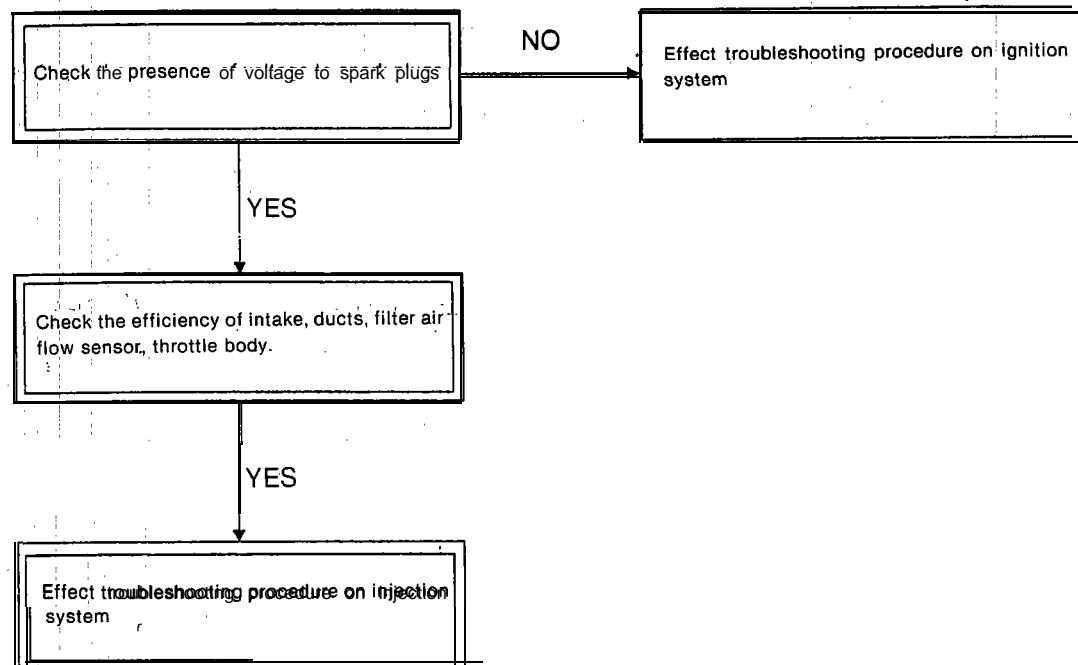 Check the presence of voltage to spark plugs
NO
Effect troubleshooting procedure on ignition
system
YES
Check the efficiency of intake, ducts, filter air
flow sensor, throttle body.
YES
Effect troubleshooting procedure on injection
system